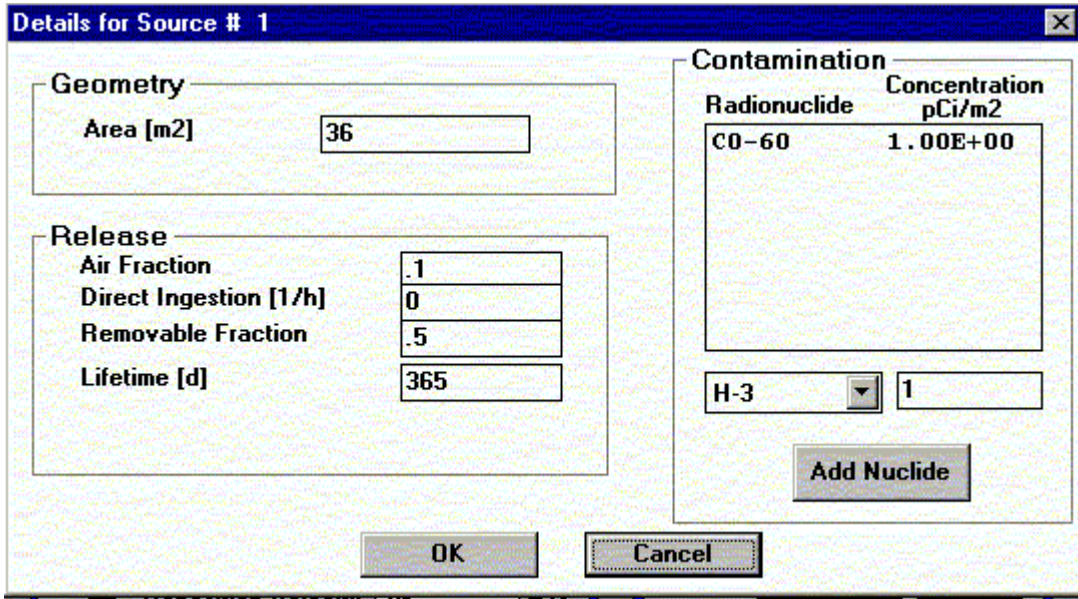 Details for Source # 1
Geometry
Area [m2] 36
Release
Air Fraction .1
Direct Ingestion [1/h] 0
Removable Fraction .5
Lifetime [d] 365
Contamination
Radionuclide Concentration
pCi/m2
CO-60 1.00E+00
H-3 1
Add Nuclide
OK Cancel